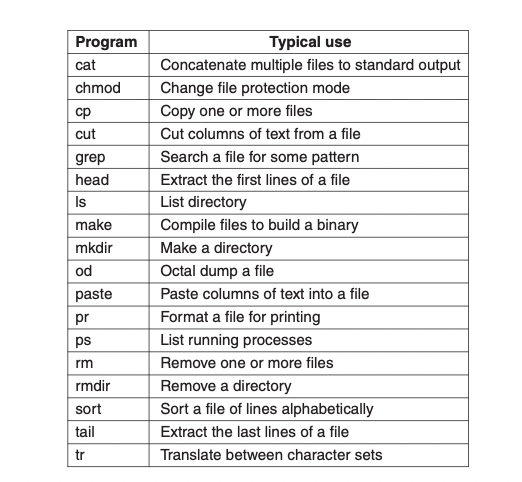 Program Typical use
cat Concatenate multiple files to standard output
chmod Change file protection mode
cp Copy one or more files
cut Cut columns of text from a file
grep Search a file for some pattern
head Extract the first lines of a file
ls List directory
make Compile files to build a binary
mkdir Make a directory
od Octal dump a file
paste Paste columns of text into a file
pr Format a file for printing
ps List running processes
rm Remove one or more files
rmdir Remove a directory
sort Sort a file of lines alphabetically
tail Extract the last lines of a file
tr Translate between character sets